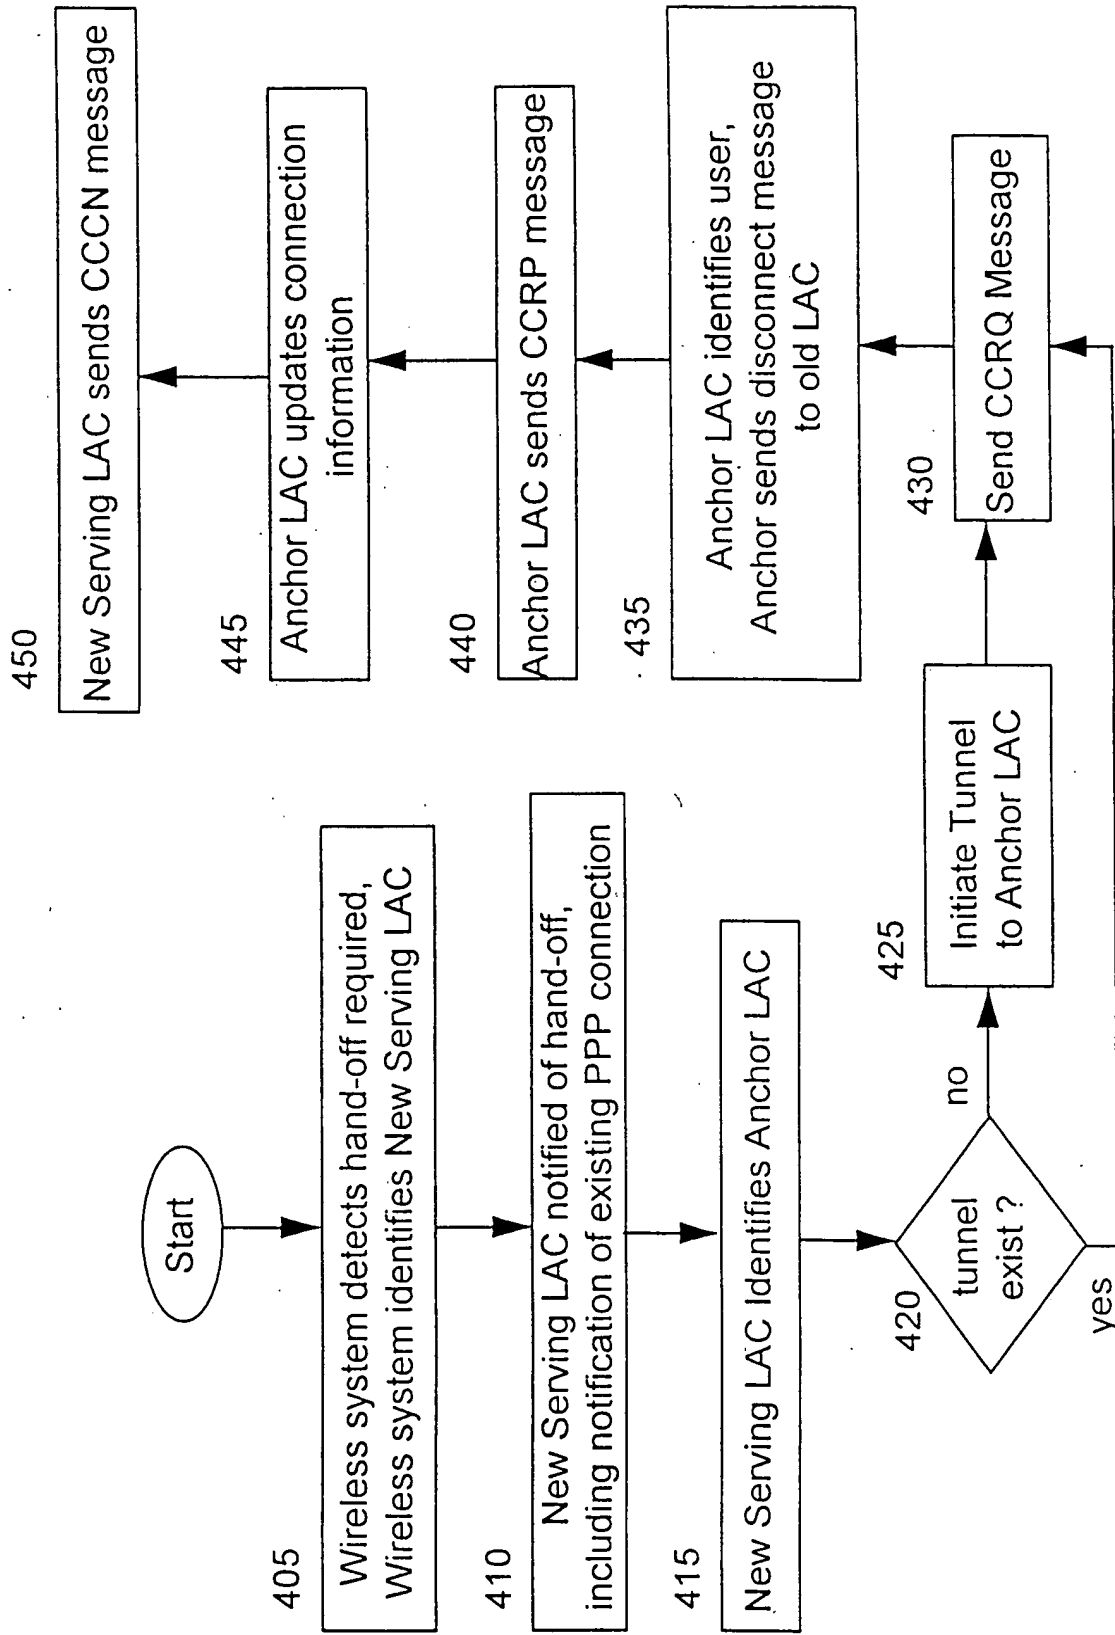 Start
405
Wireless system detects hand-off required,
Wireless system identifies New Serving LAC
410
New Serving LAC notified of hand-off,
including notification of existing PPP connection
415
New Serving LAC Identifies Anchor LAC
420
tunnel
exist ?
no
yes
425
Initiate Tunnel
to Anchor LAC
430
Send CCRQ Message
435
Anchor LAC identifies user,
Anchor sends disconnect message
to old LAC
440
Anchor LAC sends CCRP message
445
Anchor LAC updates connection
information
450
New Serving LAC sends CCCN message